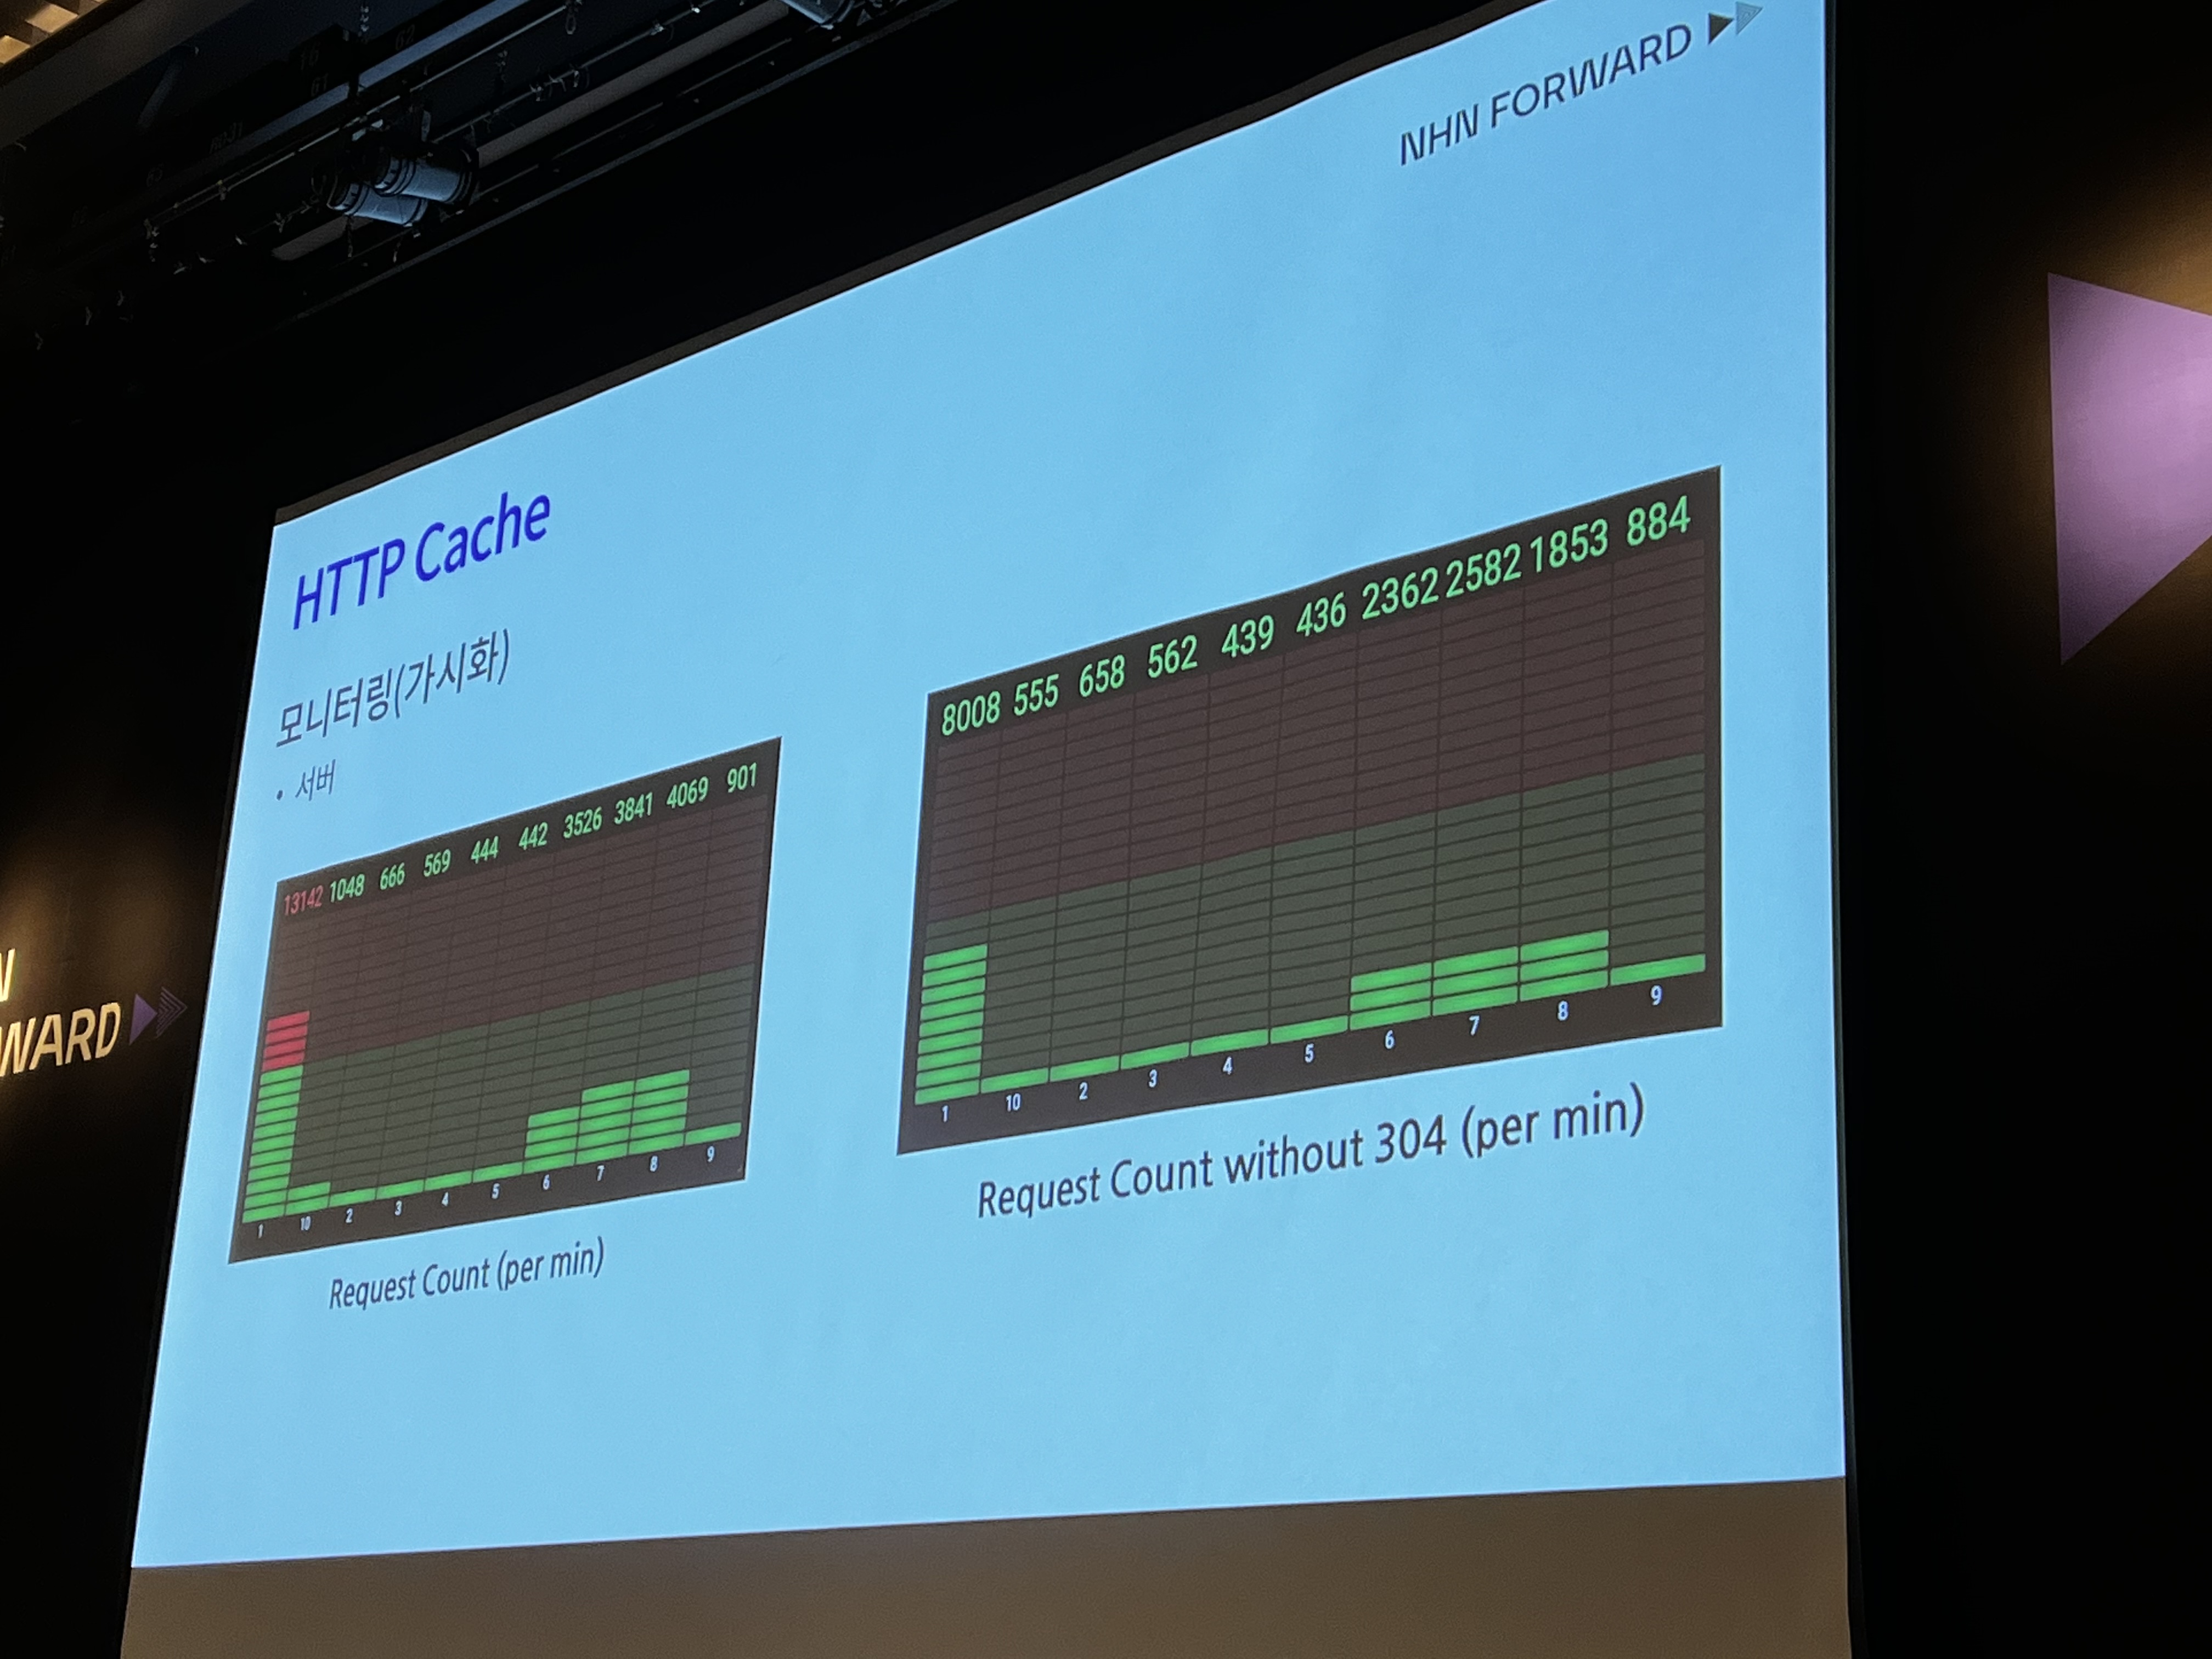 NHN FORWARD
HTTP Cache
모니터링(가시화)
• 서버
13142 1048 666 569 444 442 3526 3841 4069 901
1 10 2 3 4 5 6 7 8 9
Request Count (per min)
8008 555 658 562 439 436 2362 2582 1853 884
1 10 2 3 4 5 6 7 8 9
Request Count without 304 (per min)
N
WARD